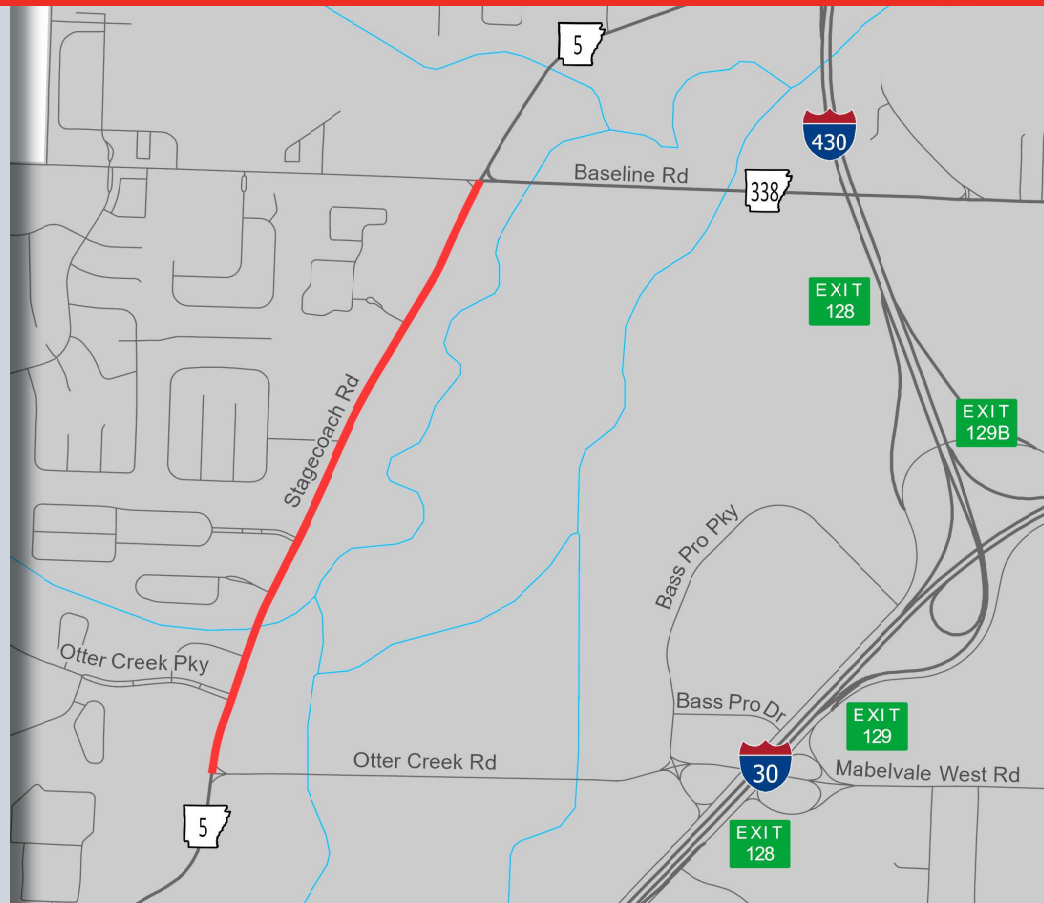 5
430
Baseline Rd
338
EXIT
128
Stagecoach Rd
EXIT
129B
Bass Pro Pky
Otter Creek Pky
Bass Pro Dr
EXIT
129
Otter Creek Rd
30
Mabelvale West Rd
5
EXIT
128